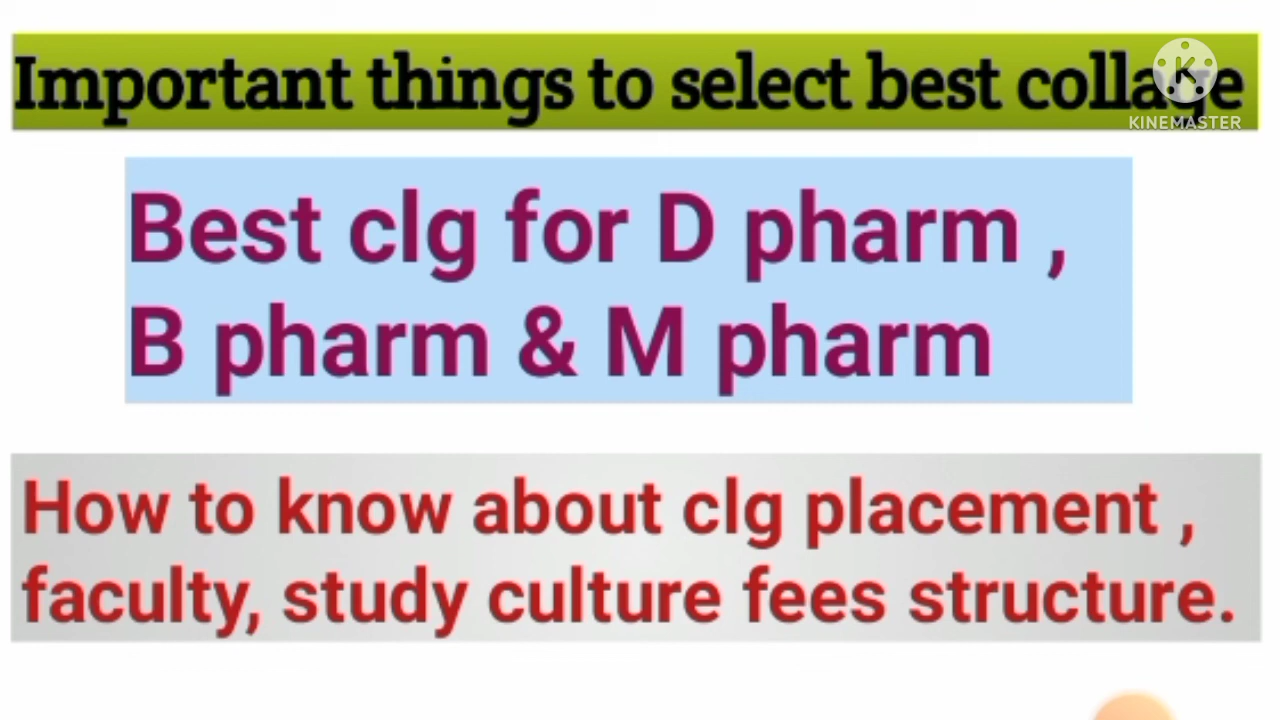 Important things to select best collage
K
KINEMASTER
Best clg for D pharm ,
B pharm & M pharm
How to know about clg placement ,
faculty, study culture fees structure.